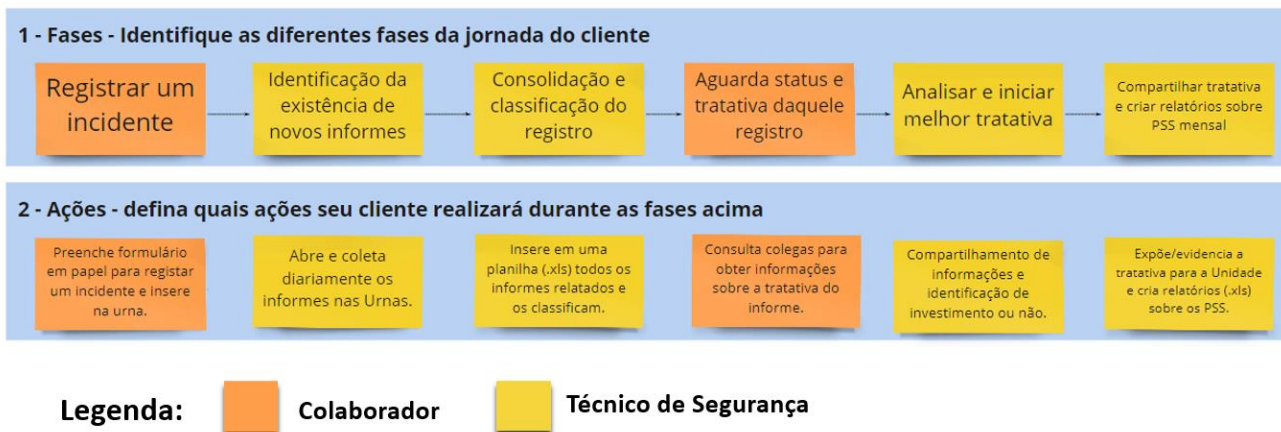 1 - Fases - Identifique as diferentes fases da jornada do cliente
Registrar um
incidente
Identificação da
existência de
novos informes
Consolidação e
classificação do
registro
Aguarda status e
tratativa daquele
registro
Analisar e iniciar
melhor tratativa
Compartilhar tratativa
e criar relatórios sobre
PSS mensal
2 - Ações - defina quais ações seu cliente realizará durante as fases acima
Preenche formulário
em papel para registar
um incidente e insere
na urna.
Abre e coleta
diariamente os
informes nas Urnas.
Insere em uma
planilha (.xls) todos os
informes relatados e
os classificam.
Consulta colegas para
obter informações
sobre a tratativa do
informe.
Compartilhamento de
informações e
identificação de
investimento ou não.
Expõe/evidencia a
tratativa para a Unidade
e cria relatórios (.xls)
sobre os PSS.
Legenda:
Colaborador
Técnico de Segurança